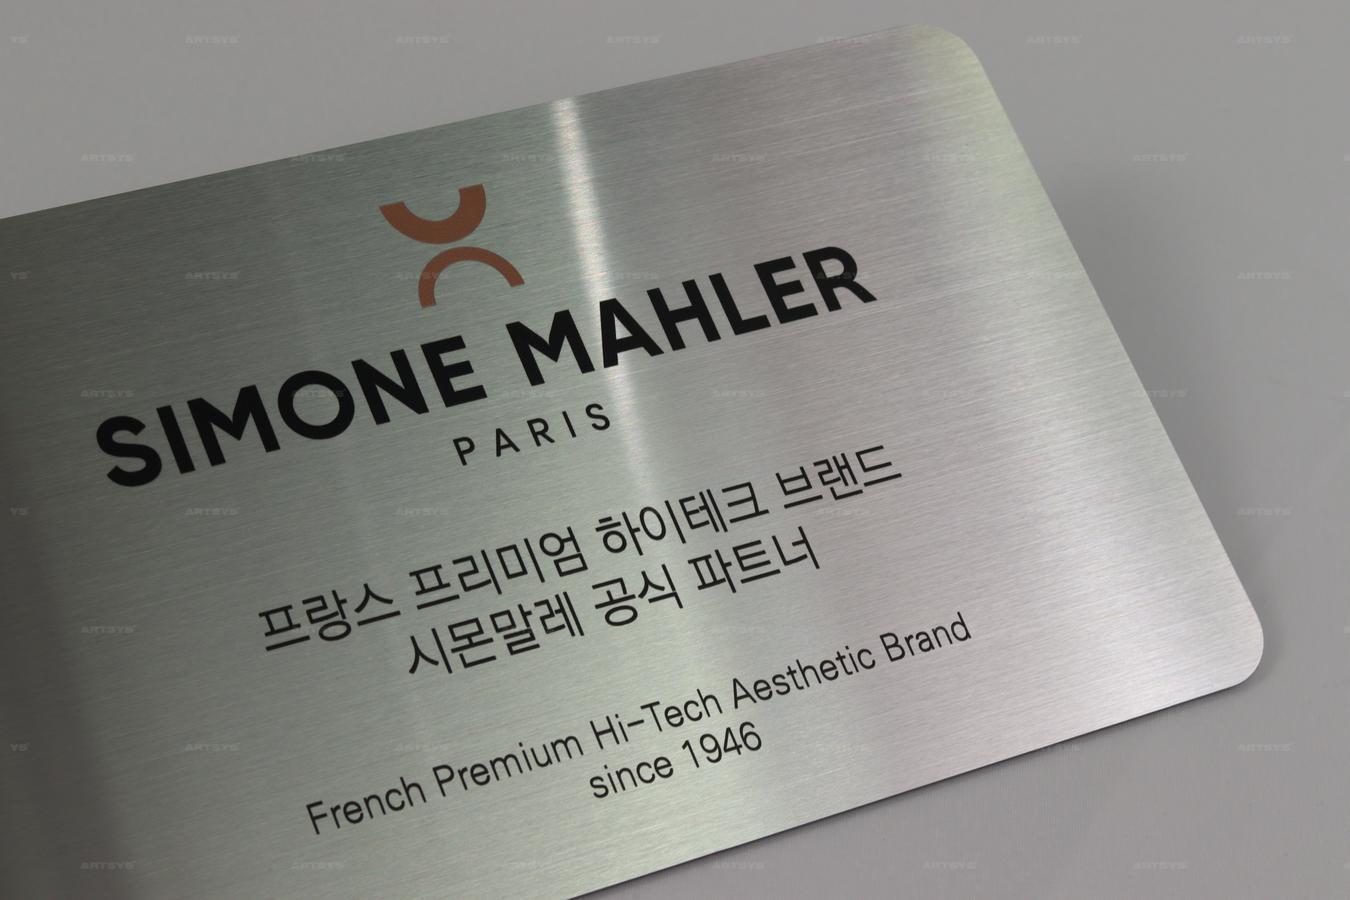 SIMONE MAHLER
PARIS
프랑스 프리미엄 하이테크 브랜드
시몬말레 공식 파트너
French Premium Hi-Tech Aesthetic Brand
since 1946
ARTSYS